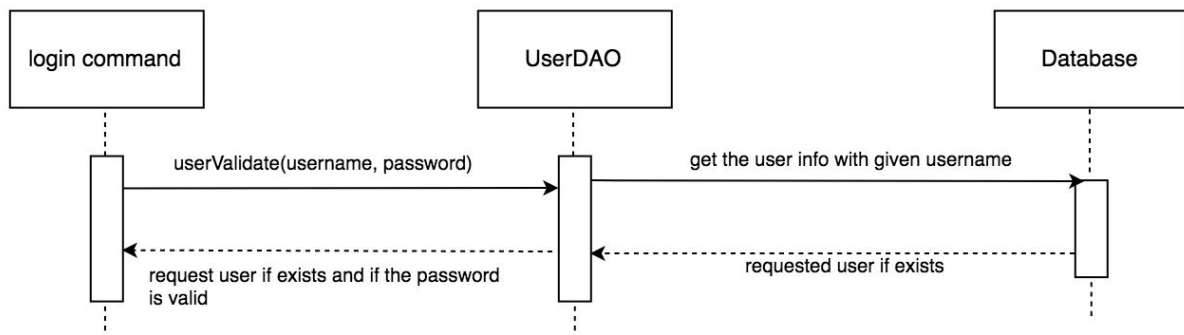 login command
UserDAO
Database
userValidate(username, password)
get the user info with given username
request user if exists and if the password
is valid
requested user if exists